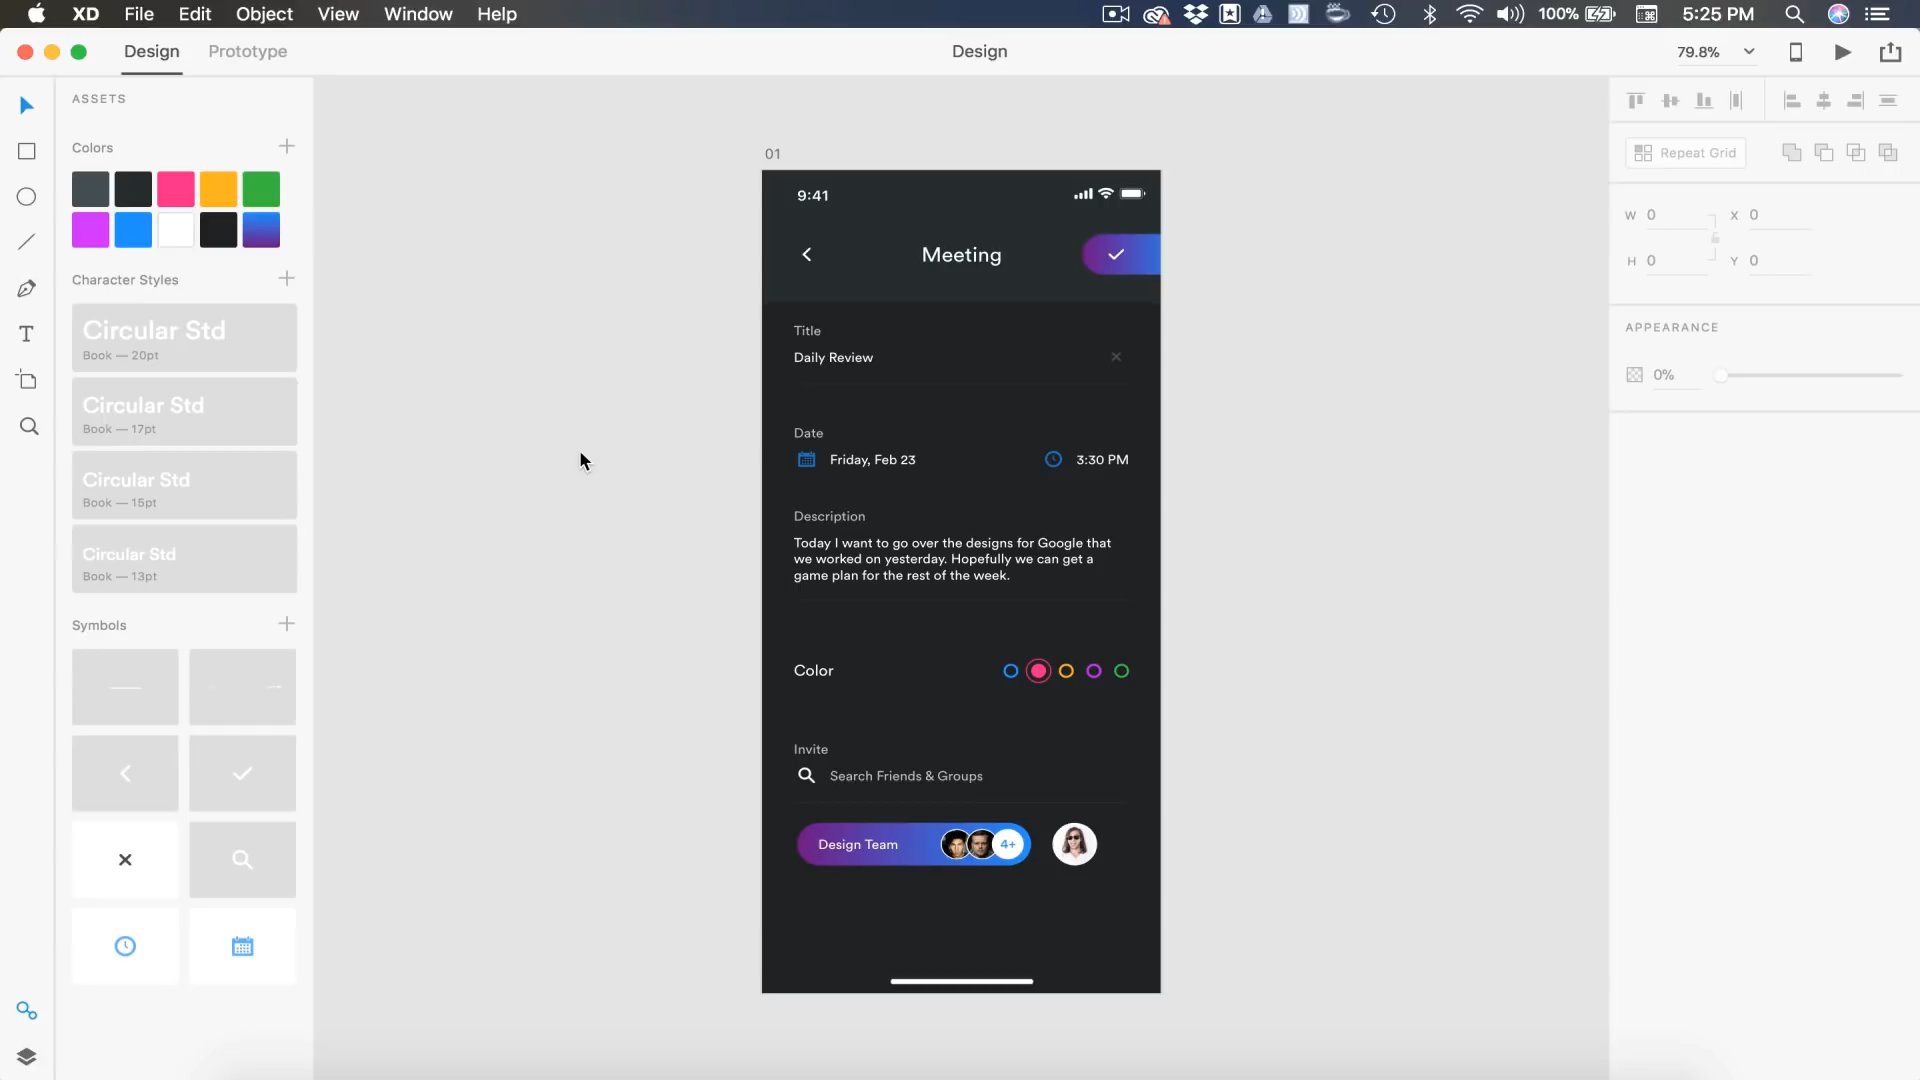 XD File Edit Object View Window Help
100% 5:25 PM
Design Prototype
Design
79.8%
ASSETS
Colors
Character Styles
Circular Std
Book — 20pt
Circular Std
Book — 17pt
Circular Std
Book — 15pt
Circular Std
Book — 13pt
Symbols
01
9:41
Meeting
Title
Daily Review
Date
Friday, Feb 23 3:30 PM
Description
Today I want to go over the designs for Google that
we worked on yesterday. Hopefully we can get a
game plan for the rest of the week.
Color
Invite
Search Friends & Groups
Design Team 4+
Repeat Grid
W 0 X 0
H 0 Y 0
APPEARANCE
0%